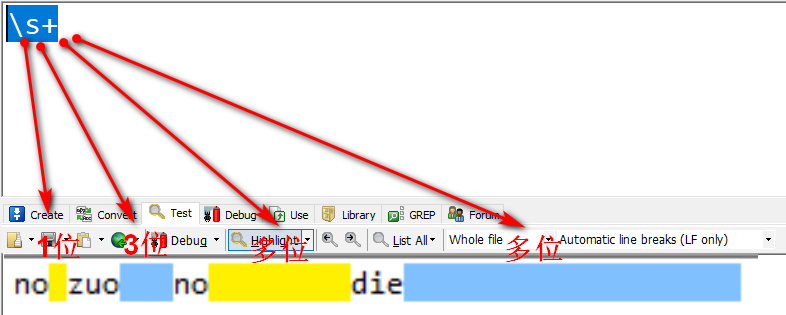 \s+
Create Convert Test Debug Use Library GREP Forum
Debug Highlight List All Whole file Automatic line breaks (LF only)
1位 3位 多位 多位
no zuo no die